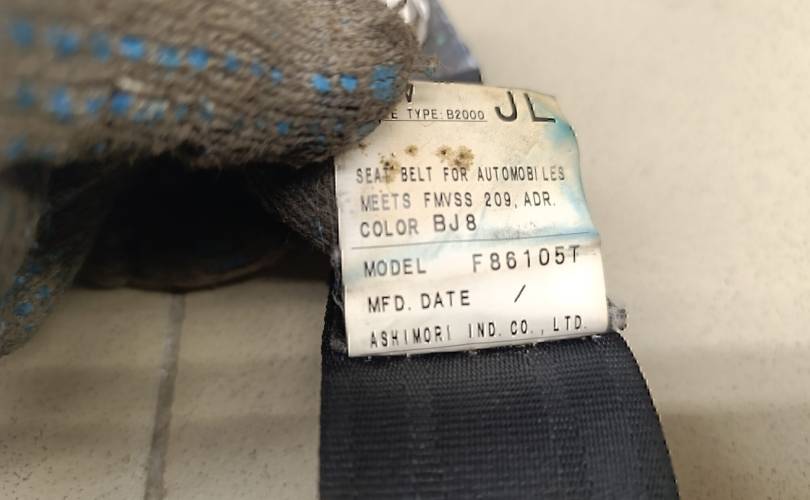 TYPE:B2000 JL
SEAT BELT FOR AUTOMOBILES
MEETS FMVSS 209, ADR.
COLOR BJ8
MODEL F86105T
MFD. DATE /
ASHIMORI IND. CO., LTD.